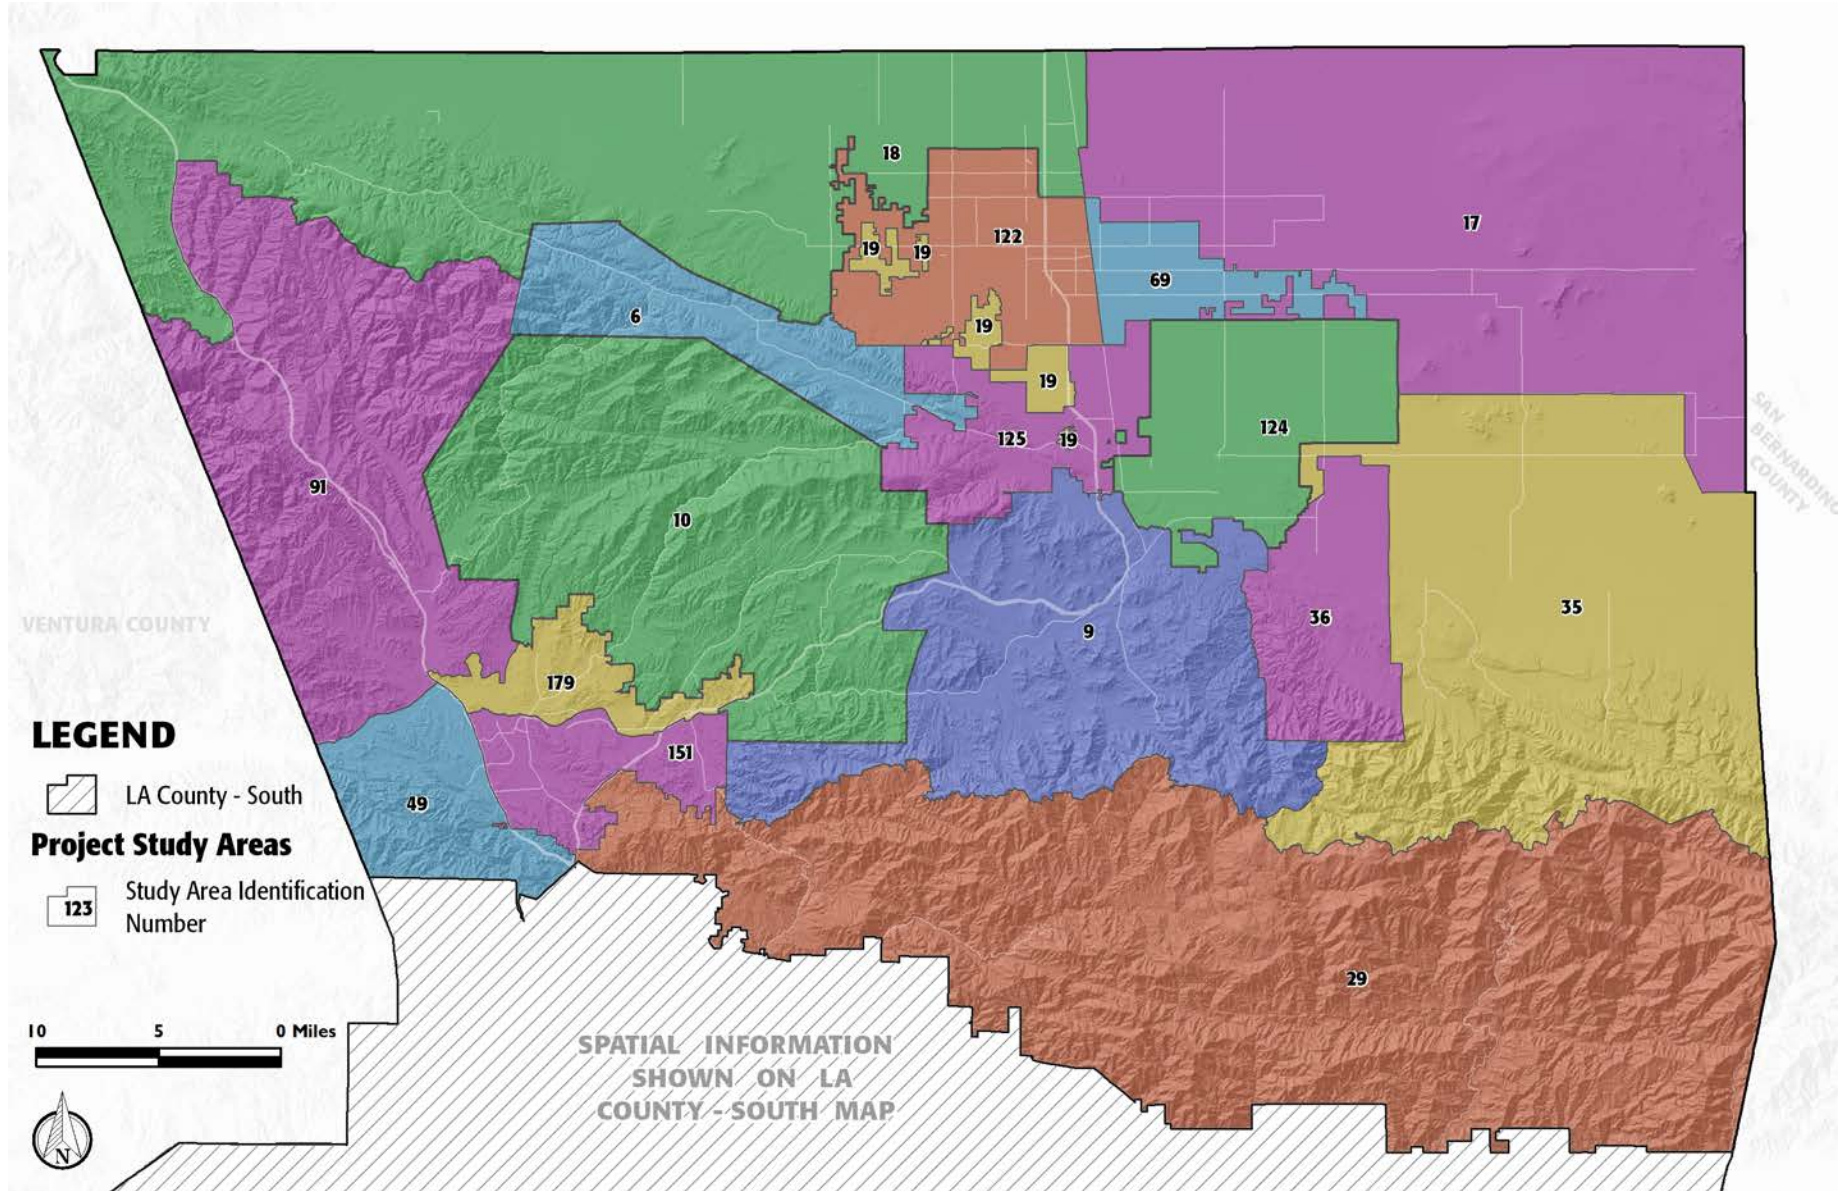 18
17
19
19
122
69
6
19
19
125
19
124
91
10
35
36
VENTURA COUNTY
SAN
BERNARDINO
COUNTY
9
179
151
49
LEGEND
LA County - South
Project Study Areas
123
Study Area Identification
Number
29
10 5 0 Miles
N
SPATIAL INFORMATION
SHOWN ON LA
COUNTY - SOUTH MAP